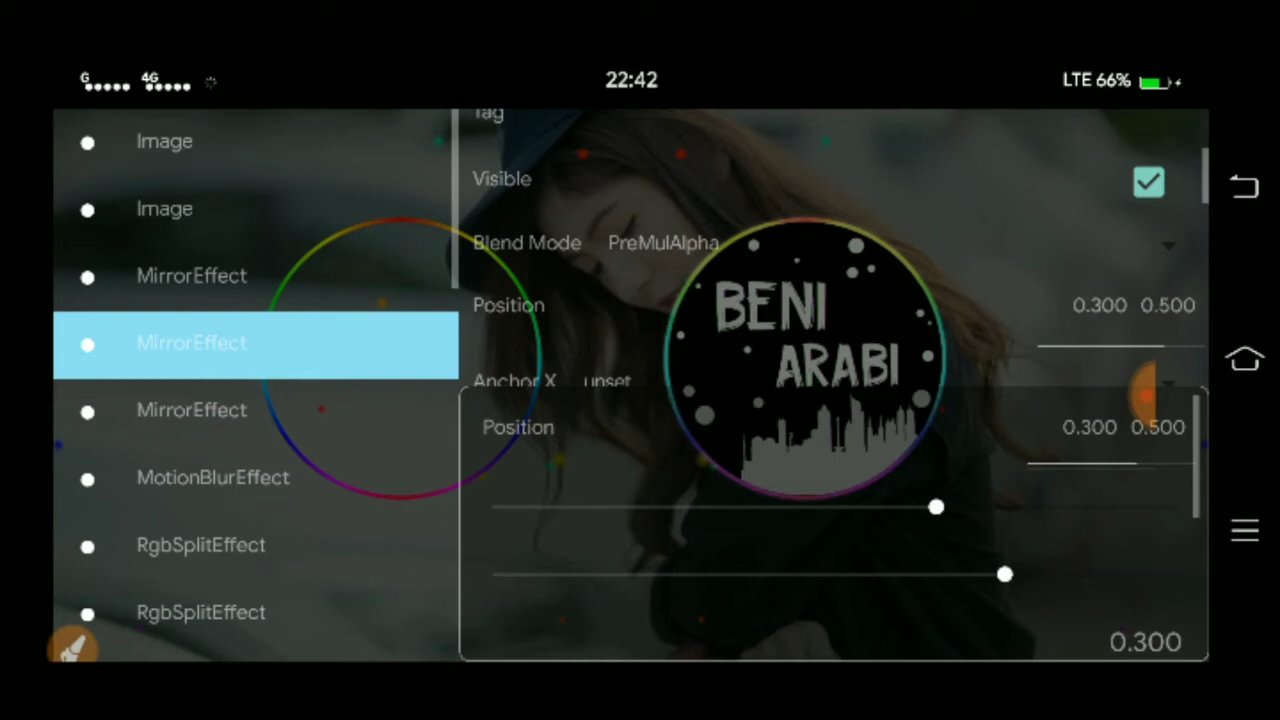 G 4G 22:42 LTE 66%
Image
Image
MirrorEffect
MirrorEffect
MirrorEffect
MotionBlurEffect
RgbSplitEffect
RgbSplitEffect
Tag
Visible
Blend Mode PreMulAlpha
Position 0.300 0.500
Anchor X unset
Position 0.300 0.500
0.300
BENI
ARABI